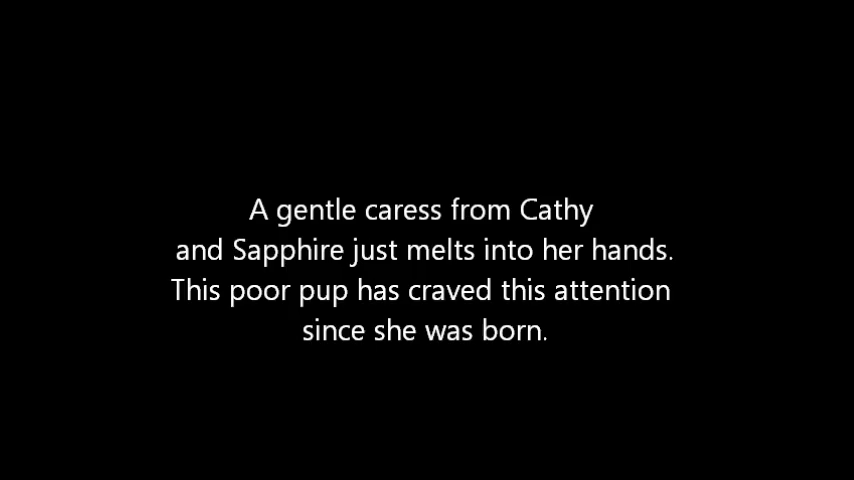 A gentle caress from Cathy
and Sapphire just melts into her hands.
This poor pup has craved this attention
since she was born.